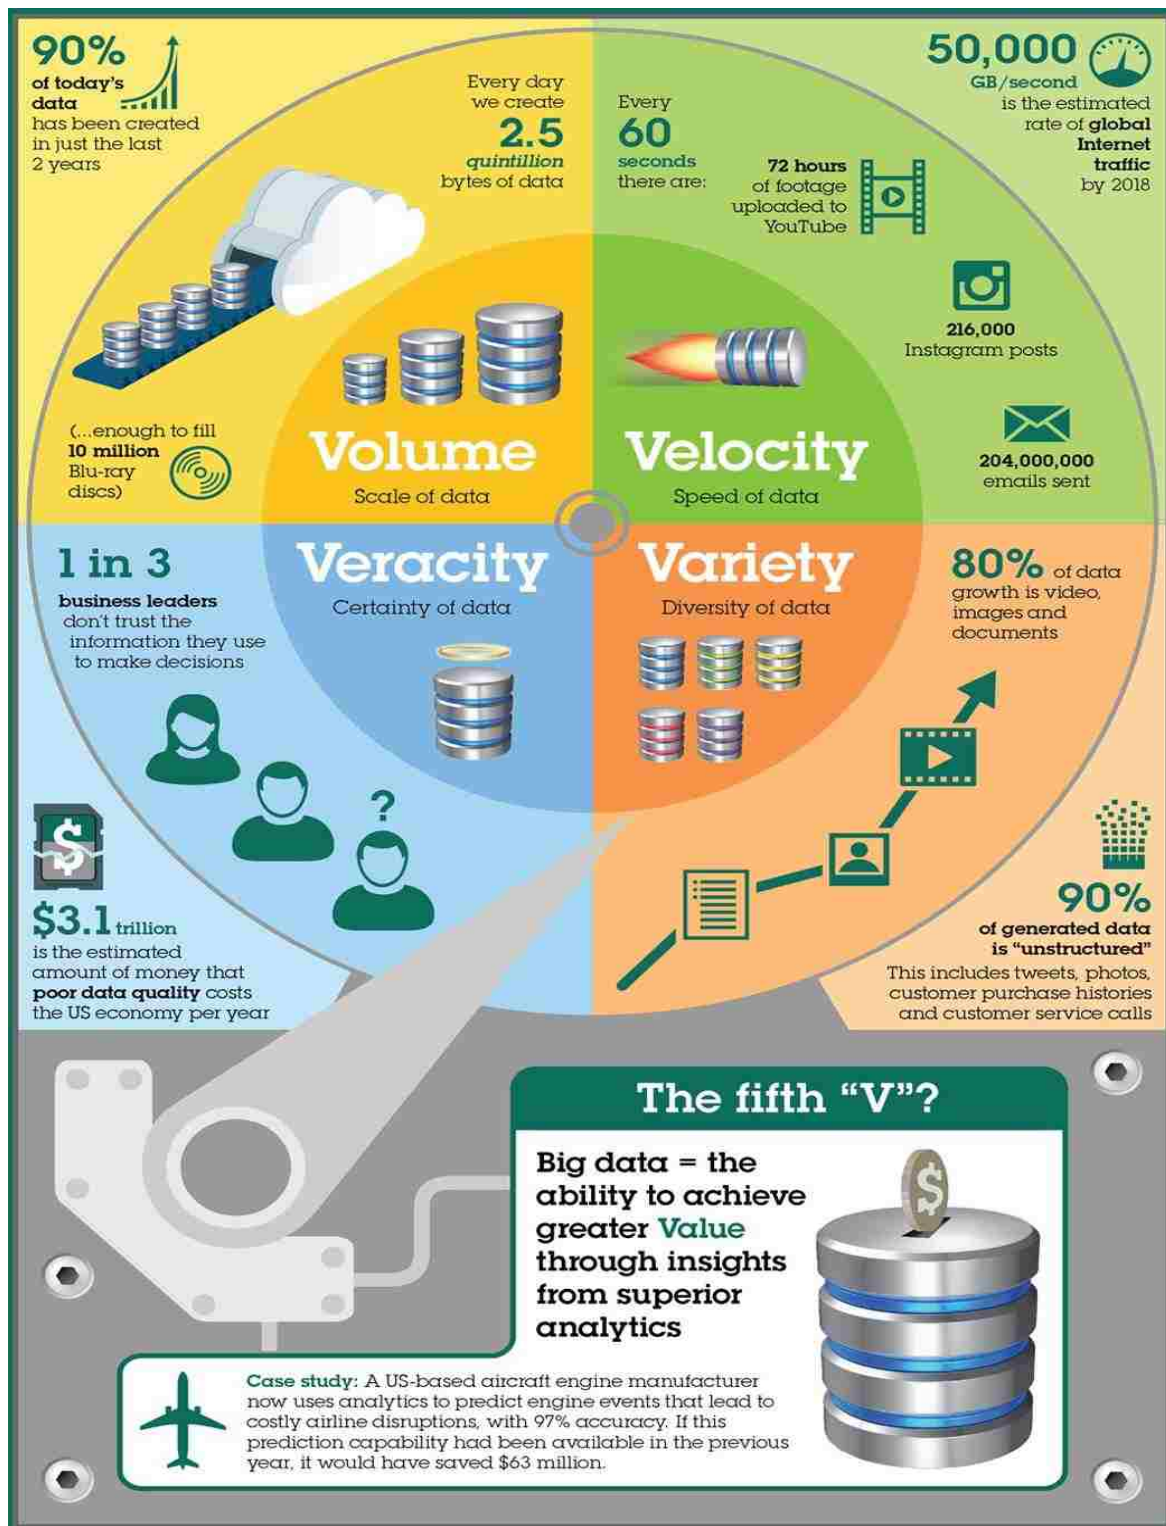 90%
of today's
data
has been created
in just the last
2 years
Every day
we create
2.5
quintillion
bytes of data
(...enough to fill
10 million
Blu-ray
discs)
Volume
Scale of data
Every
60
seconds
there are:
72 hours
of footage
uploaded to
YouTube
50,000
GB/second
is the estimated
rate of global
Internet
traffic
by 2018
216,000
Instagram posts
204,000,000
emails sent
Velocity
Speed of data
1 in 3
business leaders
don't trust the
information they use
to make decisions
Veracity
Certainty of data
?
$
$3.1 trillion
is the estimated
amount of money that
poor data quality costs
the US economy per year
Variety
Diversity of data
80% of data
growth is video,
images and
documents
90%
of generated data
is "unstructured"
This includes tweets, photos,
customer purchase histories
and customer service calls
The fifth "V"?
Big data = the
ability to achieve
greater Value
through insights
from superior
analytics
$
Case study: A US-based aircraft engine manufacturer
now uses analytics to predict engine events that lead to
costly airline disruptions, with 97% accuracy. If this
prediction capability had been available in the previous
year, it would have saved $63 million.